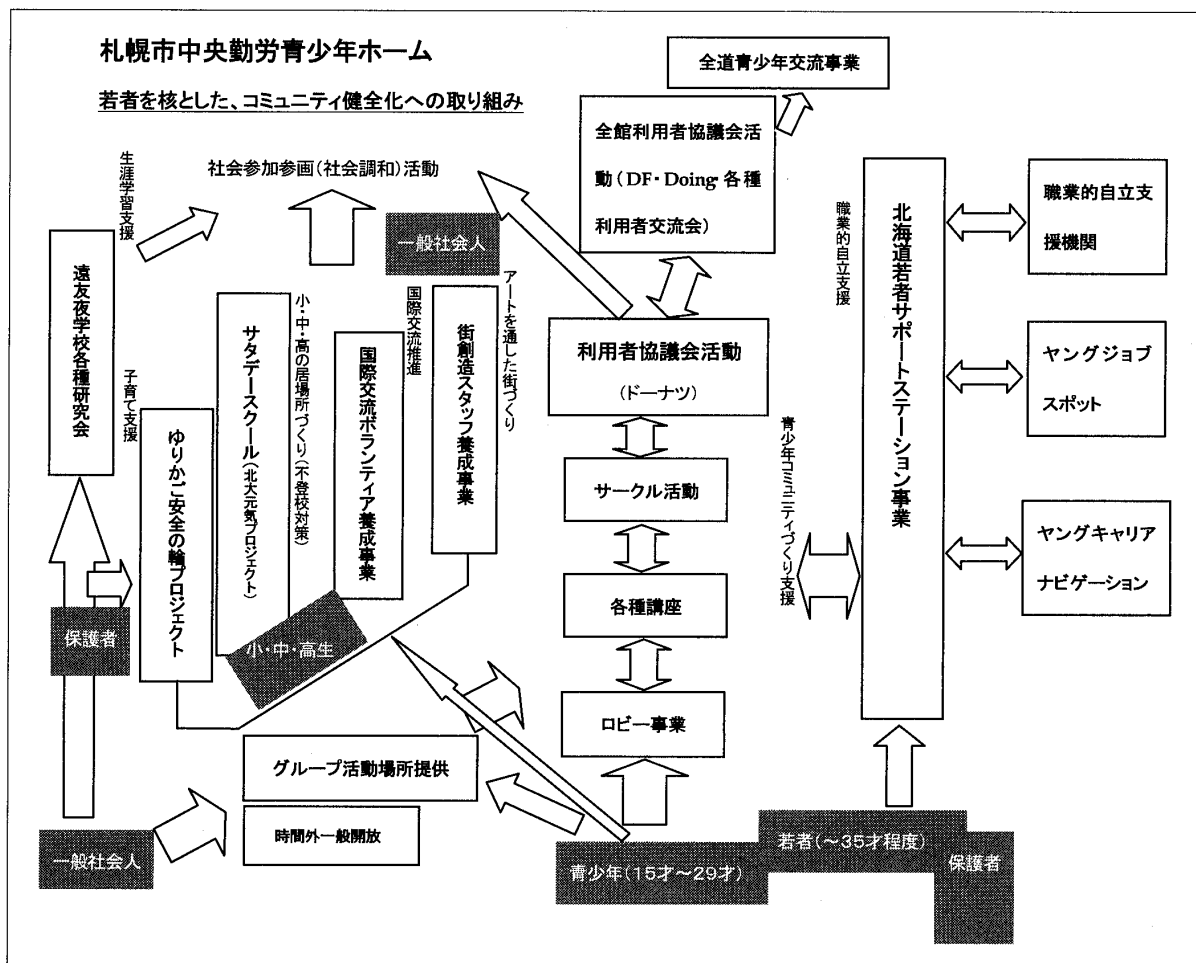 札幌市中央勤労青少年ホーム
若者を核とした、コミュニティ健全化への取り組み
全道青少年交流事業
全館利用者協議会活
動(DF・Doing各種
利用者交流会)
社会参加参画(社会調和)活動
生涯学習支援
一般社会人
遠友夜学校各種研究会
子育て支援
ゆりかご安全の輪プロジェクト
サタデースクール(北大元気プロジェクト)
小・中・高の居場所づくり(不登校対策)
国際交流ボランティア養成事業
国際交流推進
街創造スタッフ養成事業
アートを通した街づくり
利用者協議会活動
(ドーナツ)
サークル活動
各種講座
ロビー事業
職業的自立支援
青少年コミュニティづくり支援
北海道若者サポートステーション事業
職業的自立支
援機関
ヤングジョブ
スポット
ヤングキャリア
ナビゲーション
保護者
小・中・高生
グループ活動場所提供
時間外一般開放
一般社会人
青少年(15才~29才)
若者(~35才程度)
保護者